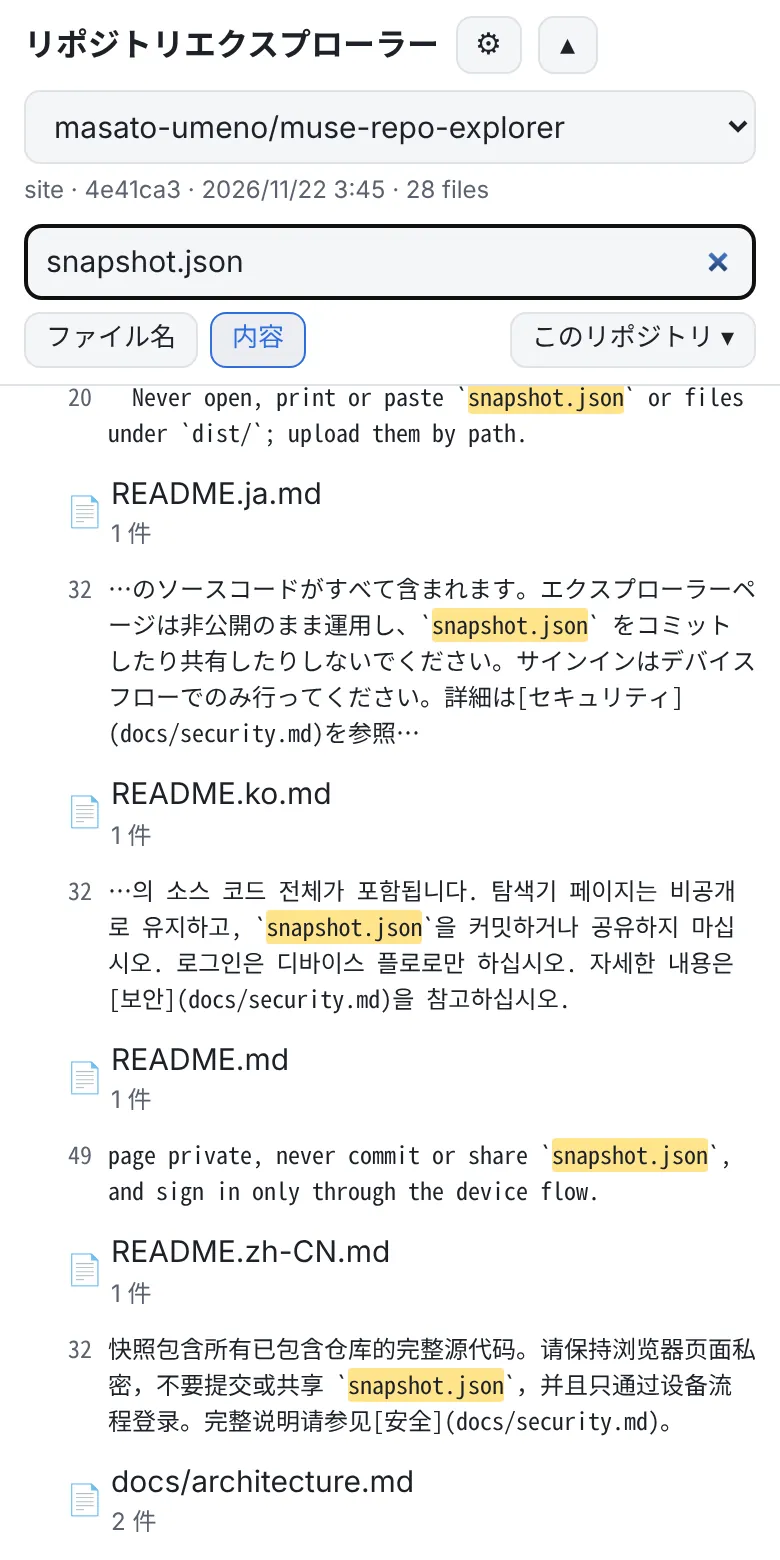 リポジトリエクスプローラー ⚙ ▲
masato-umeno/muse-repo-explorer
site · 4e41ca3 · 2026/11/22 3:45 · 28 files
snapshot.json ×
ファイル名 内容 このリポジトリ ▾
20 Never open, print or paste `snapshot.json` or files
under `dist/`; upload them by path.
README.ja.md
1 件
32 …のソースコードがすべて含まれます。エクスプローラーペ
ージは非公開のまま運用し、`snapshot.json` をコミット
したり共有したりしないでください。サインインはデバイス
フローでのみ行ってください。詳細は[セキュリティ]
(docs/security.md)を参照…
README.ko.md
1 件
32 …의 소스 코드 전체가 포함됩니다. 탐색기 페이지는 비공개
로 유지하고, `snapshot.json`을 커밋하거나 공유하지 마십
시오. 로그인은 디바이스 플로로만 하십시오. 자세한 내용은
[보안](docs/security.md)을 참고하십시오.
README.md
1 件
49 page private, never commit or share `snapshot.json`,
and sign in only through the device flow.
README.zh-CN.md
1 件
32 快照包含所有已包含仓库的完整源代码。请保持浏览器页面私
密，不要提交或共享 `snapshot.json`，并且只通过设备流
程登录。完整说明请参见[安全](docs/security.md)。
docs/architecture.md
2 件